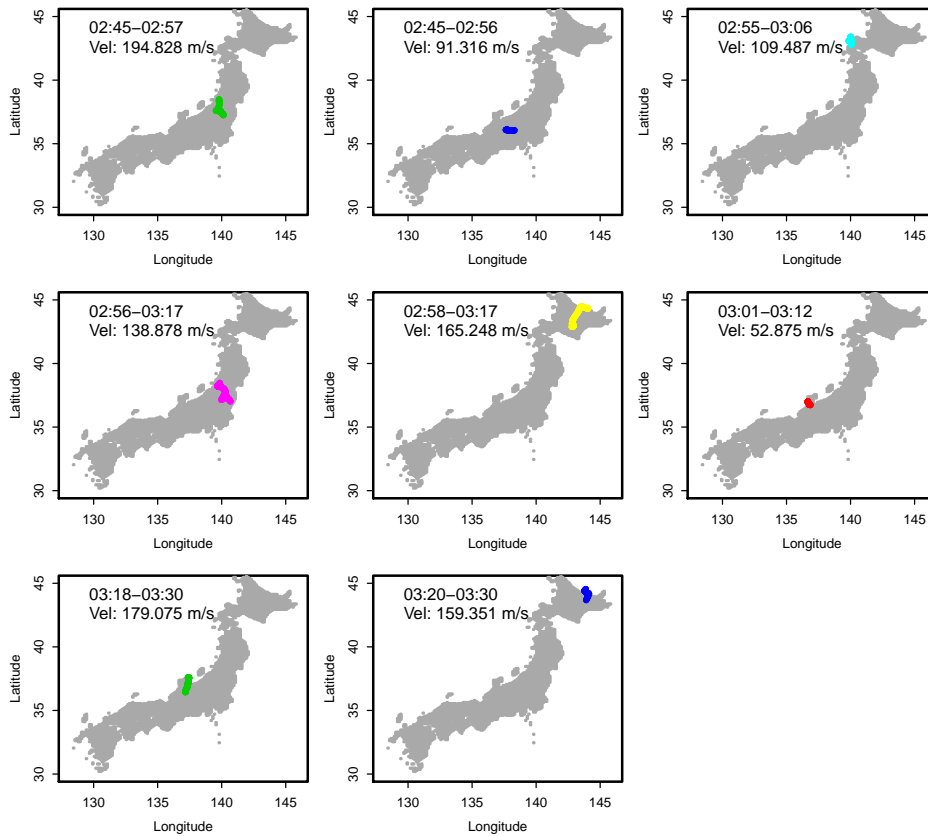 02:45−02:57
Vel: 194.828 m/s
Latitude
30 35 40 45
130 135 140 145
Longitude
02:45−02:56
Vel: 91.316 m/s
Latitude
30 35 40 45
130 135 140 145
Longitude
02:55−03:06
Vel: 109.487 m/s
Latitude
30 35 40 45
130 135 140 145
Longitude
02:56−03:17
Vel: 138.878 m/s
Latitude
30 35 40 45
130 135 140 145
Longitude
02:58−03:17
Vel: 165.248 m/s
Latitude
30 35 40 45
130 135 140 145
Longitude
03:01−03:12
Vel: 52.875 m/s
Latitude
30 35 40 45
130 135 140 145
Longitude
03:18−03:30
Vel: 179.075 m/s
Latitude
30 35 40 45
130 135 140 145
Longitude
03:20−03:30
Vel: 159.351 m/s
Latitude
30 35 40 45
130 135 140 145
Longitude